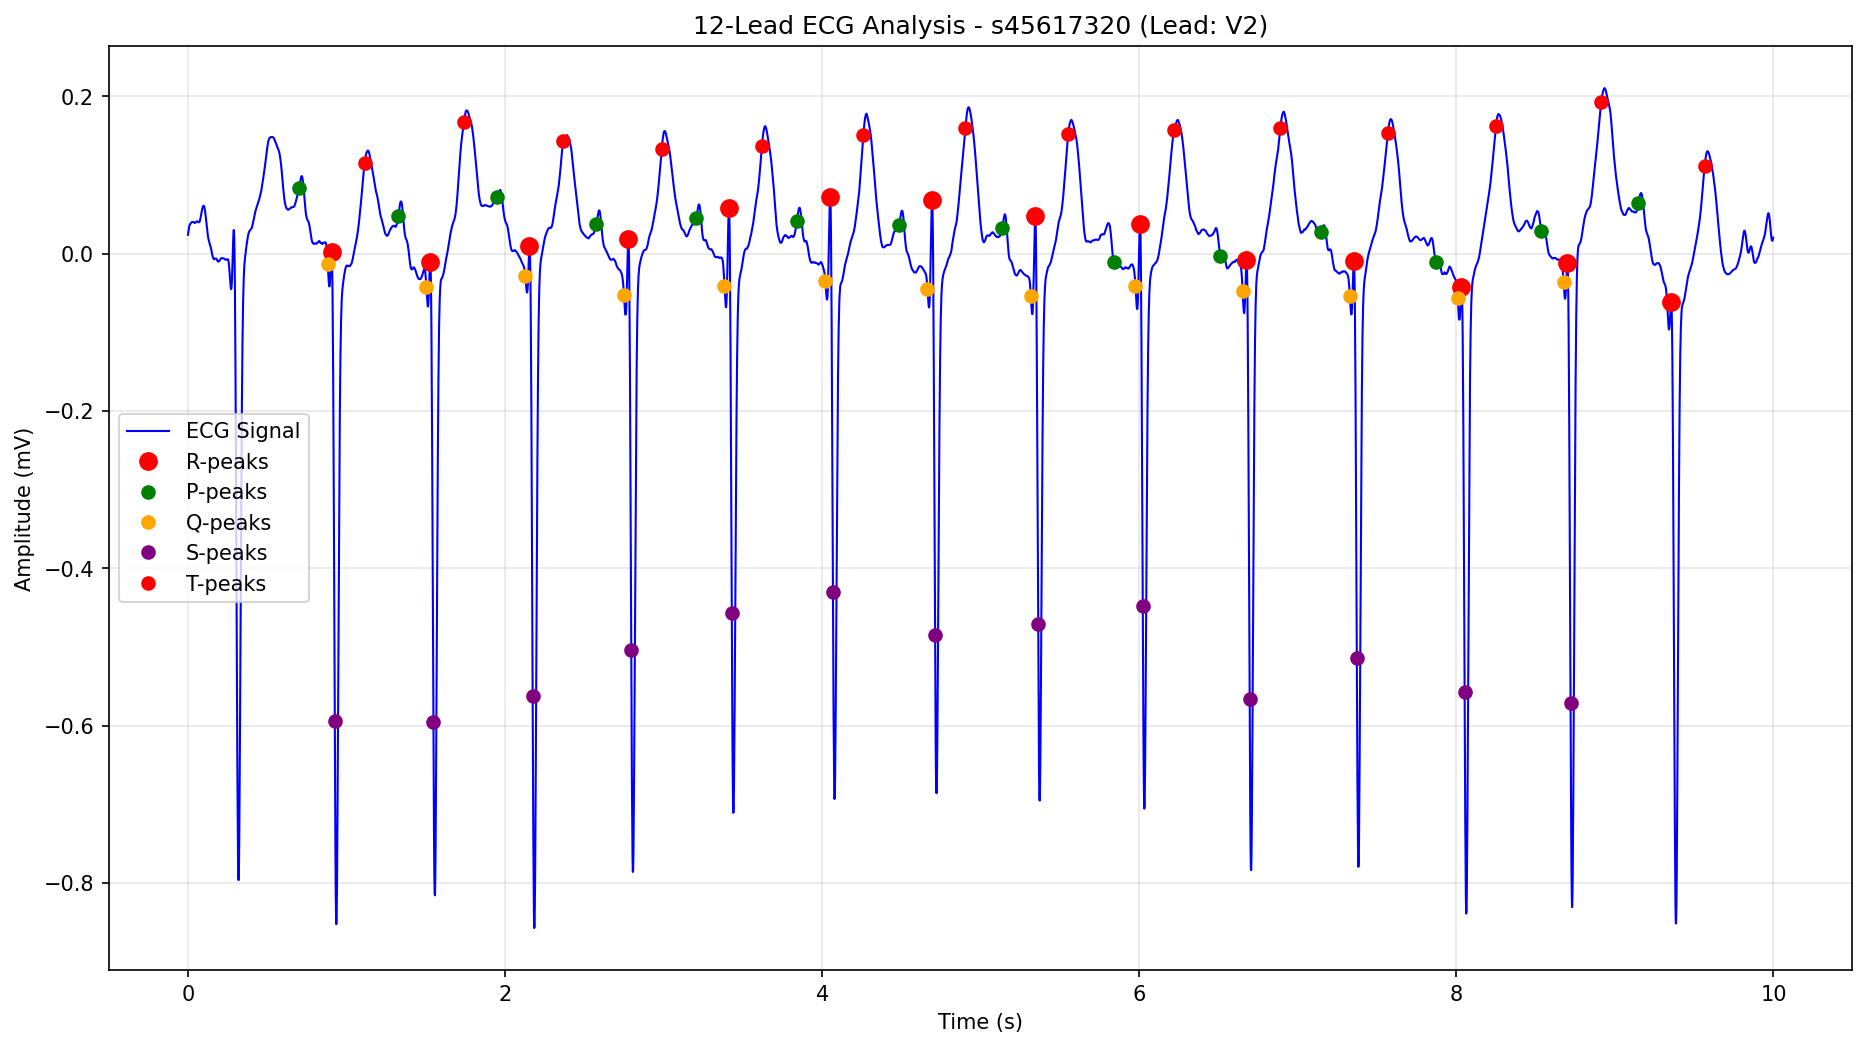 12-Lead ECG Analysis - s45617320 (Lead: V2)
Amplitude (mV)
0.2
0.0
−0.2
−0.4
−0.6
−0.8
ECG Signal
R-peaks
P-peaks
Q-peaks
S-peaks
T-peaks
0 2 4 6 8 10
Time (s)